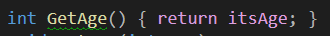 int GetAge() { return itsAge; }